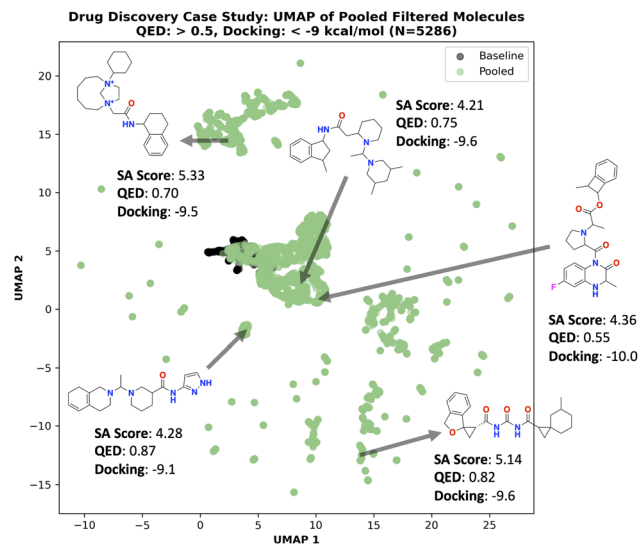 Drug Discovery Case Study: UMAP of Pooled Filtered Molecules
QED: > 0.5, Docking: < -9 kcal/mol (N=5286)
Baseline
Pooled
N+
N+
O
HN
SA Score: 5.33
QED: 0.70
Docking: -9.5
HN
O
N
N
SA Score: 4.21
QED: 0.75
Docking: -9.6
O
O
N
O
N
O
F
NH
SA Score: 4.36
QED: 0.55
Docking: -10.0
N
N
O
N
H
N
NH
SA Score: 4.28
QED: 0.87
Docking: -9.1
O
O
O
O
N
H
N
H
SA Score: 5.14
QED: 0.82
Docking: -9.6
UMAP 2
20
15
10
5
0
−5
−10
−15
−10
−5
0
5
10
15
20
25
UMAP 1